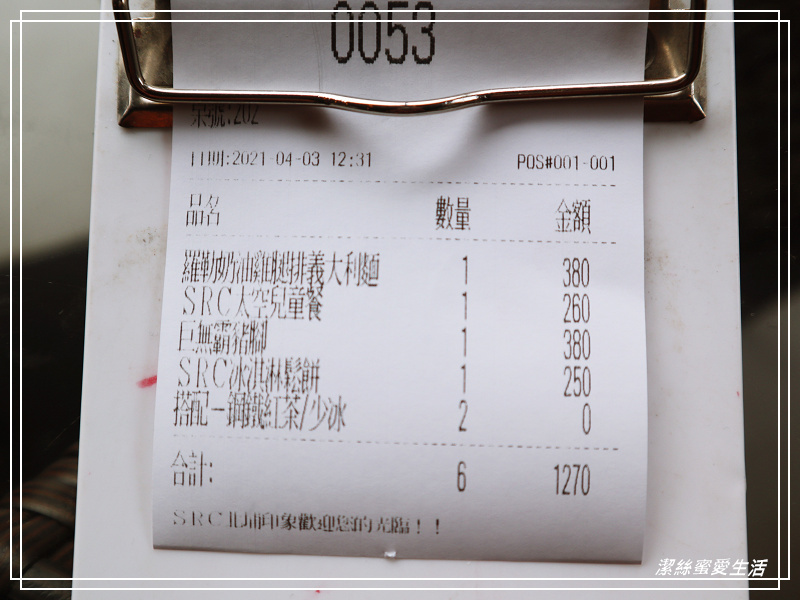 0053
桌號:202
日期:2021-04-03 12:31 POS#001-001
品名 數量 金額
羅勒奶油雞腿排義大利麵 1 380
SRC太空兒童餐 1 260
巨無霸豬腳 1 380
SRC冰淇淋鬆餅 1 250
搭配-鋼鐵紅茶/少冰 2 0
合計: 6 1270
SRC北埔印象歡迎您的光臨!!
潔絲蜜愛生活